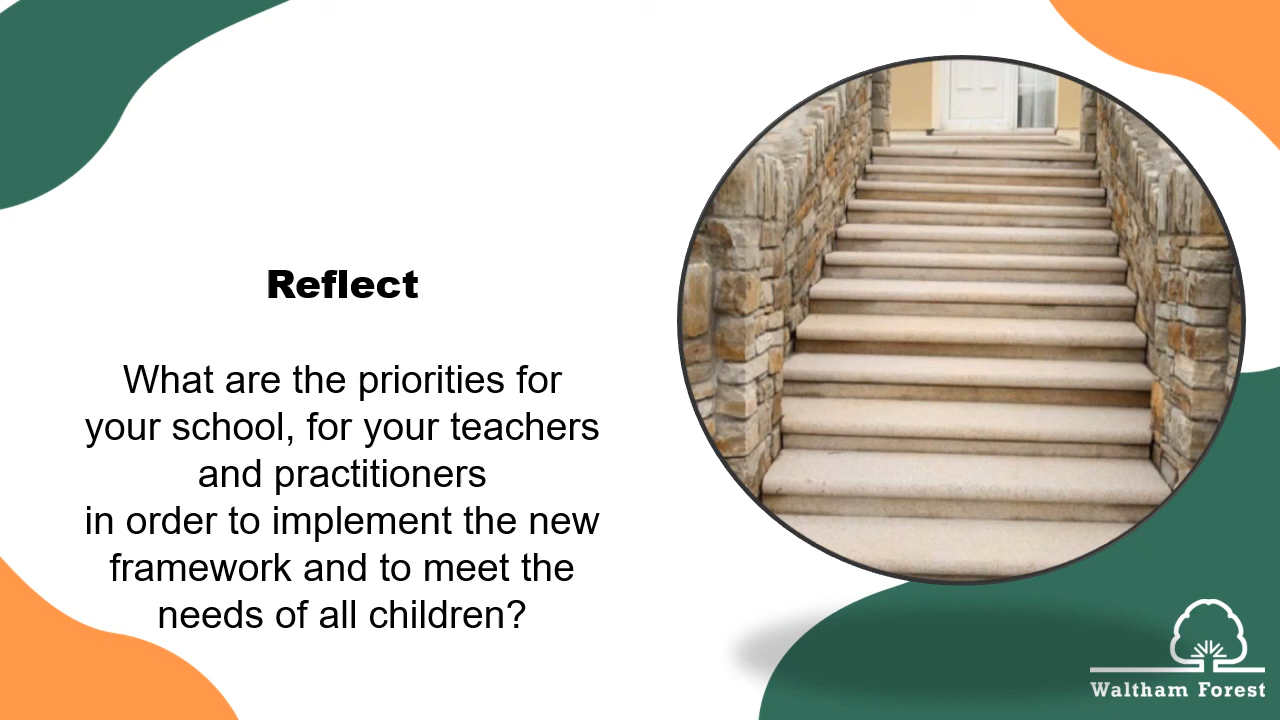 Reflect
What are the priorities for
your school, for your teachers
and practitioners
in order to implement the new
framework and to meet the
needs of all children?
Waltham Forest